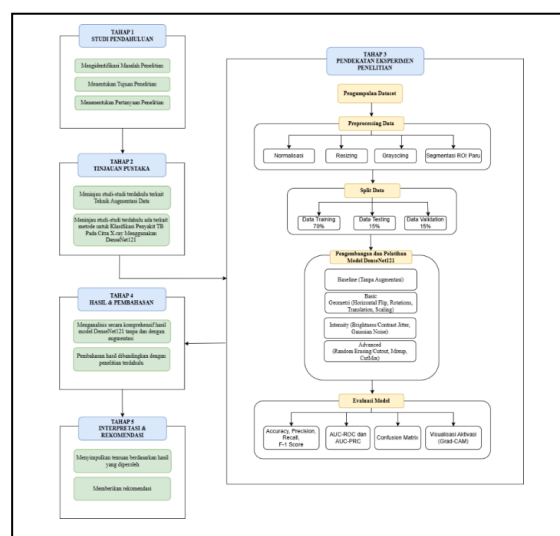 TAHAP 1
STUDI PENDAHULUAN
Mengidentifikasi Masalah Penelitian
Menentukan Tujuan Penelitian
Menentukan Pertanyaan Penelitian
TAHAP 2
TINJAUAN PUSTAKA
Meninjau studi-studi terdahulu terkait
Teknik Augmentasi Data
Meninjau studi-studi terdahulu ada terkait
metode untuk Klasifikasi Penyakit TB
Pada Citra X-ray Menggunakan
DenseNet121
TAHAP 4
HASIL & PEMBAHASAN
Menganalisis secara komprehensif hasil
model DenseNet121 tanpa dan dengan
augmentasi
Pembahasan hasil dibandingkan dengan
penelitian terdahulu
TAHAP 5
INTERPRETASI &
REKOMENDASI
Menyimpulkan temuan berdasarkan hasil
yang diperoleh
Memberikan rekomendasi
TAHAP 3
PENDEKATAN EKSPERIMEN
PENELITIAN
Pengumpulan Dataset
Preprocessing Data
Normalisasi
Resizing
Grayscling
Segmentasi ROI Paru
Split Data
Data Training
70%
Data Testing
15%
Data Validation
15%
Pengembangan dan Pelatihan
Model DenseNet121
Baseline (Tanpa Augmentasi)
Basic
Geometri (Horizontal Flip, Rotations,
Translation, Scaling)
Intensity (Brightness/Contrast Jitter,
Gaussian Noise)
Advanced
(Random Erasing/Cutout, Mixup,
CutMix)
Evaluasi Model
Accuracy, Precision,
Recall,
F-1 Score
AUC-ROC dan
AUC-PRC
Confusion Matrix
Visualisasi Aktivasi
(Grad-CAM)